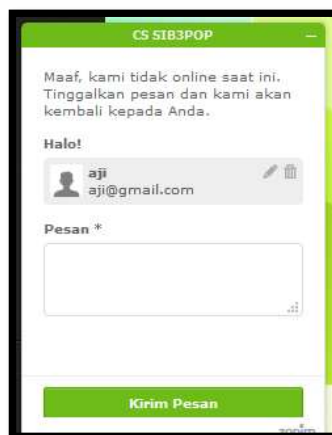 CS SIB3POP
Maaf, kami tidak online saat ini.
Tinggalkan pesan dan kami akan
kembali kepada Anda.
Halo!
aji
aji@gmail.com
Pesan *
Kirim Pesan
zopim